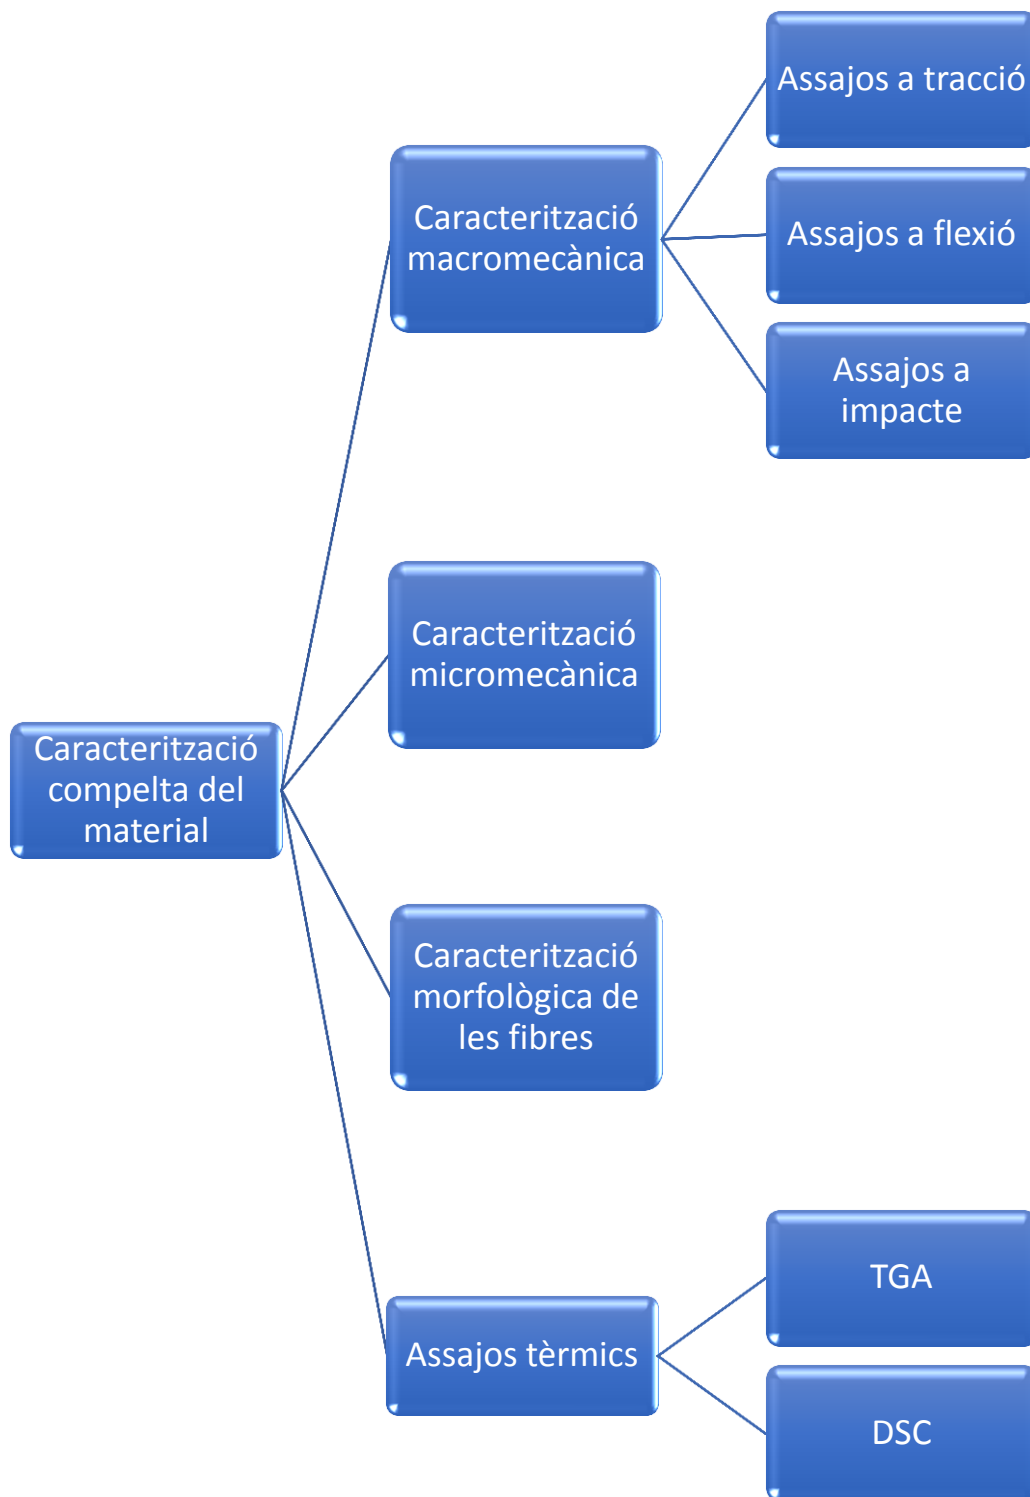 Assajos a tracció
Caracterització
macromecànica
Assajos a flexió
Assajos a
impacte
Caracterització
micromecànica
Caracterització
compelta del
material
Caracterització
morfològica de
les fibres
TGA
Assajos tèrmics
DSC